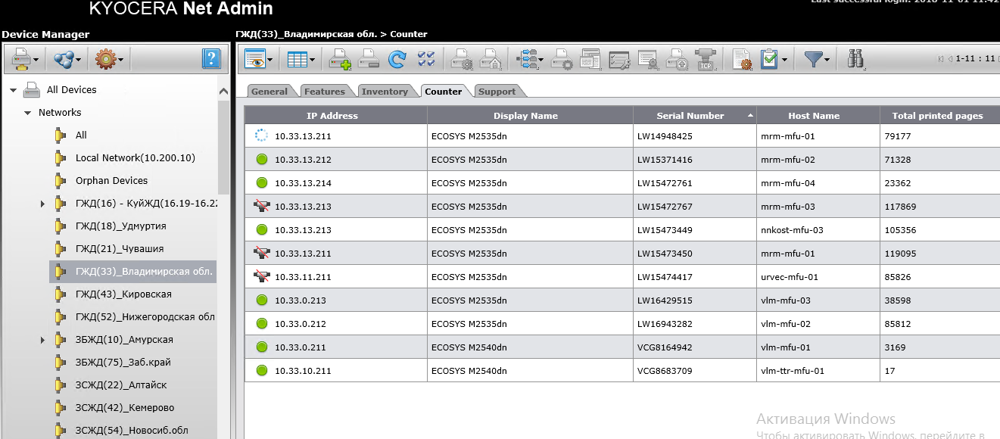 Last successful login: 2018-11-01 11:42
KYOCERA Net Admin
Device Manager
ГЖД(33)_Владимирская обл. > Counter
?
TCP
1-11 : 11
All Devices
Networks
All
Local Network(10.200.10)
Orphan Devices
ГЖД(16) - КуйЖД(16.19-16.22
ГЖД(18)_Удмуртия
ГЖД(21)_Чувашия
ГЖД(33)_Владимирская обл.
ГЖД(43)_Кировская
ГЖД(52)_Нижегородская обл
ЗБЖД(10)_Амурская
ЗБЖД(75)_Заб.край
ЗСЖД(22)_Алтайск
ЗСЖД(42)_Кемерово
ЗСЖД(54)_Новосиб.обл
General Features Inventory Counter Support
IP Address Display Name Serial Number Host Name Total printed pages
10.33.13.211 ECOSYS M2535dn LW14948425 mrm-mfu-01 79177
10.33.13.212 ECOSYS M2535dn LW15371416 mrm-mfu-02 71328
10.33.13.214 ECOSYS M2535dn LW15472761 mrm-mfu-04 23362
10.33.13.213 ECOSYS M2535dn LW15472767 mrm-mfu-03 117869
10.33.13.213 ECOSYS M2535dn LW15473449 nnkost-mfu-03 105356
10.33.13.211 ECOSYS M2535dn LW15473450 mrm-mfu-01 119095
10.33.11.211 ECOSYS M2535dn LW15474417 urvec-mfu-01 85826
10.33.0.213 ECOSYS M2535dn LW16429515 vlm-mfu-03 38598
10.33.0.212 ECOSYS M2535dn LW16943282 vlm-mfu-02 85812
10.33.0.211 ECOSYS M2540dn VCG8164942 vlm-mfu-01 3169
10.33.10.211 ECOSYS M2540dn VCG8683709 vlm-ttr-mfu-01 17
Активация Windows
Чтобы активировать Windows, перейдите в